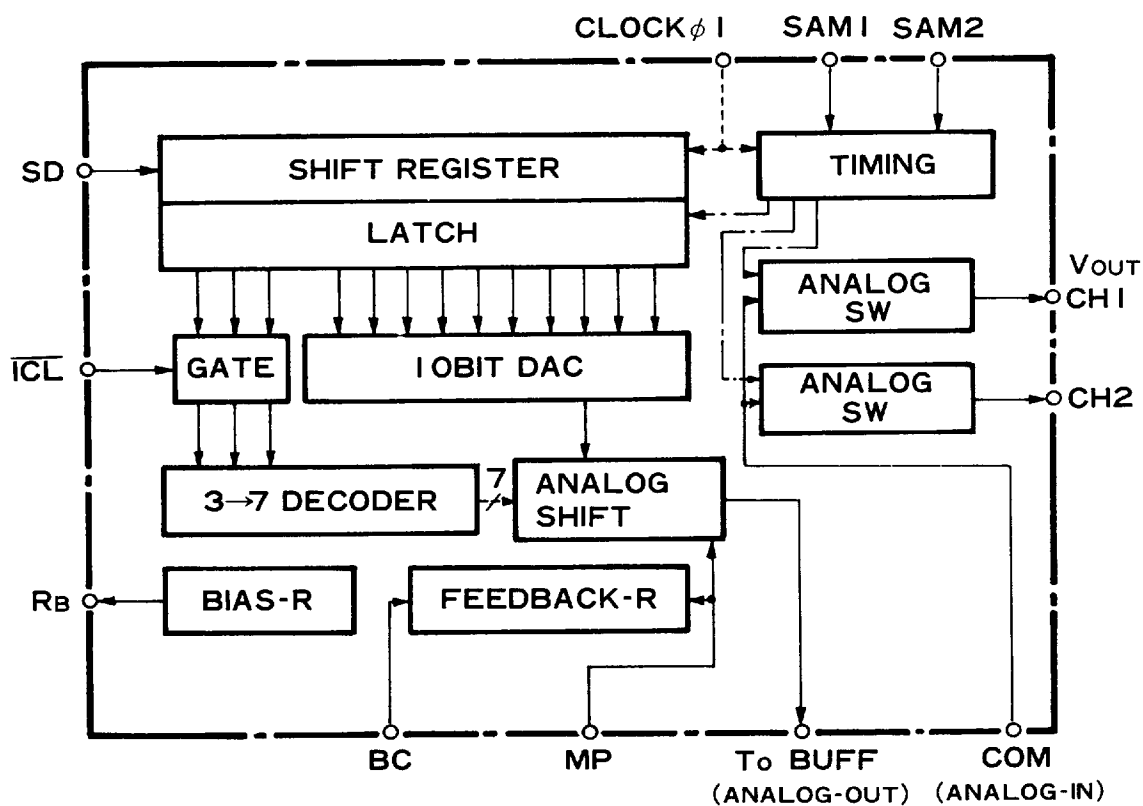 CLOCKφ1 SAM1 SAM2
SD
SHIFT REGISTER
TIMING
LATCH
ANALOG
SW
VOUT
CH1
ICL
GATE
10BIT DAC
ANALOG
SW
CH2
3→7 DECODER
7
ANALOG
SHIFT
RB
BIAS-R
FEEDBACK-R
BC MP TO BUFF COM
(ANALOG-OUT) (ANALOG-IN)